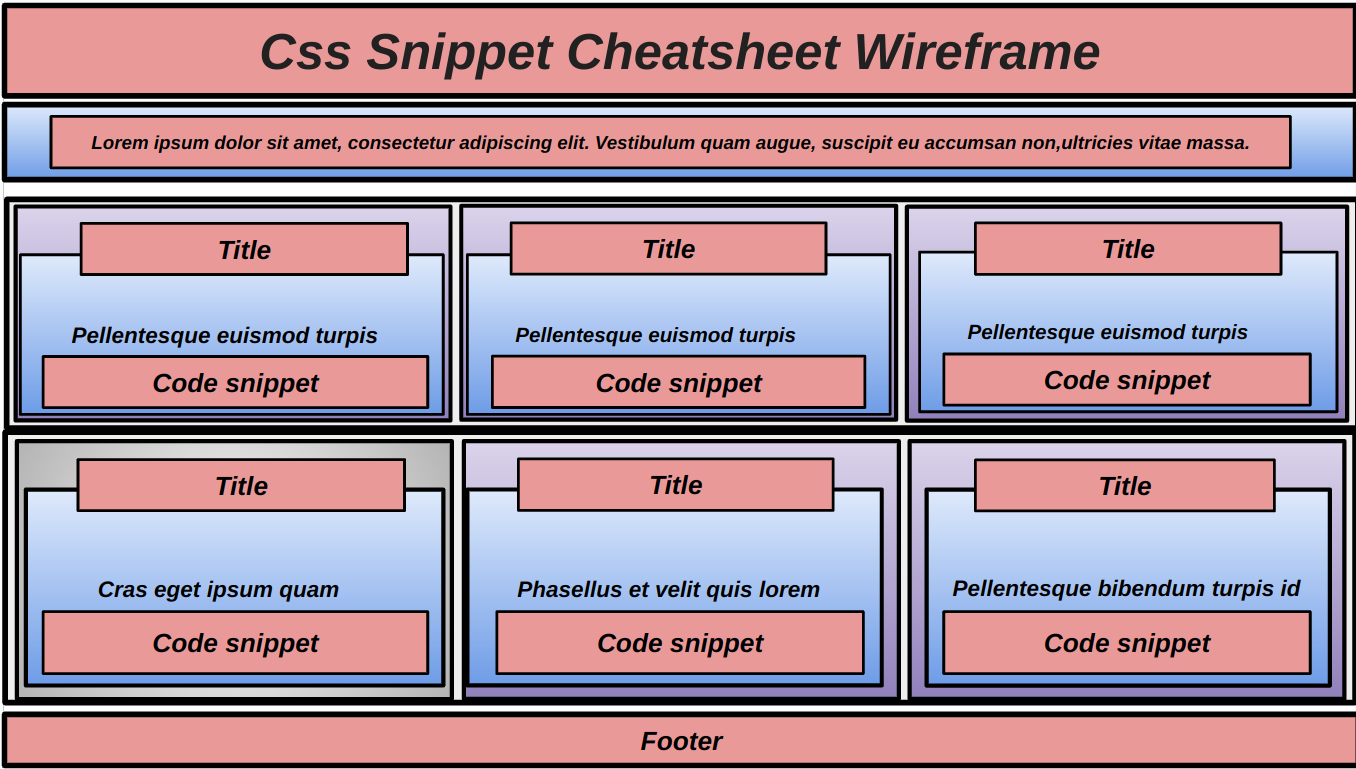 Css Snippet Cheatsheet Wireframe
Lorem ipsum dolor sit amet, consectetur adipiscing elit. Vestibulum quam augue, suscipit eu accumsan non,ultricies vitae massa.
Title
Pellentesque euismod turpis
Code snippet
Title
Pellentesque euismod turpis
Code snippet
Title
Pellentesque euismod turpis
Code snippet
Title
Cras eget ipsum quam
Code snippet
Title
Phasellus et velit quis lorem
Code snippet
Title
Pellentesque bibendum turpis id
Code snippet
Footer